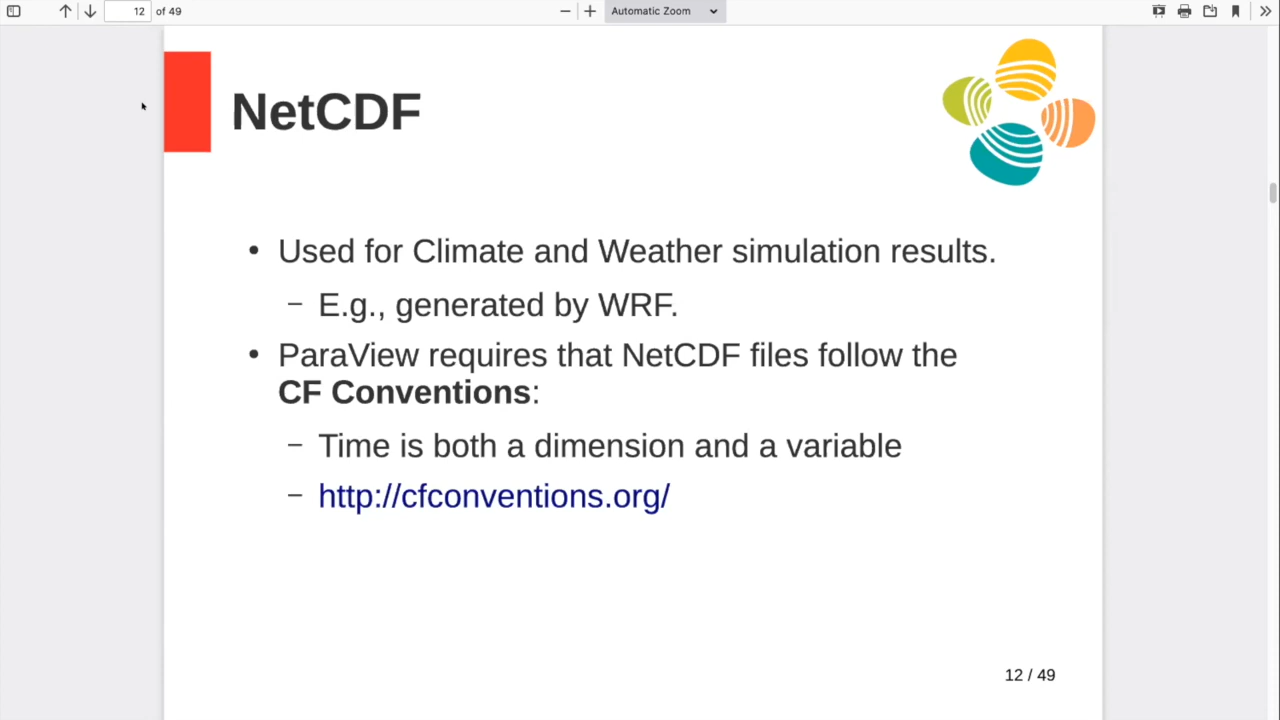 12 of 49
Automatic Zoom
NetCDF
• Used for Climate and Weather simulation results.
– E.g., generated by WRF.
• ParaView requires that NetCDF files follow the
CF Conventions:
– Time is both a dimension and a variable
– http://cfconventions.org/
12 / 49